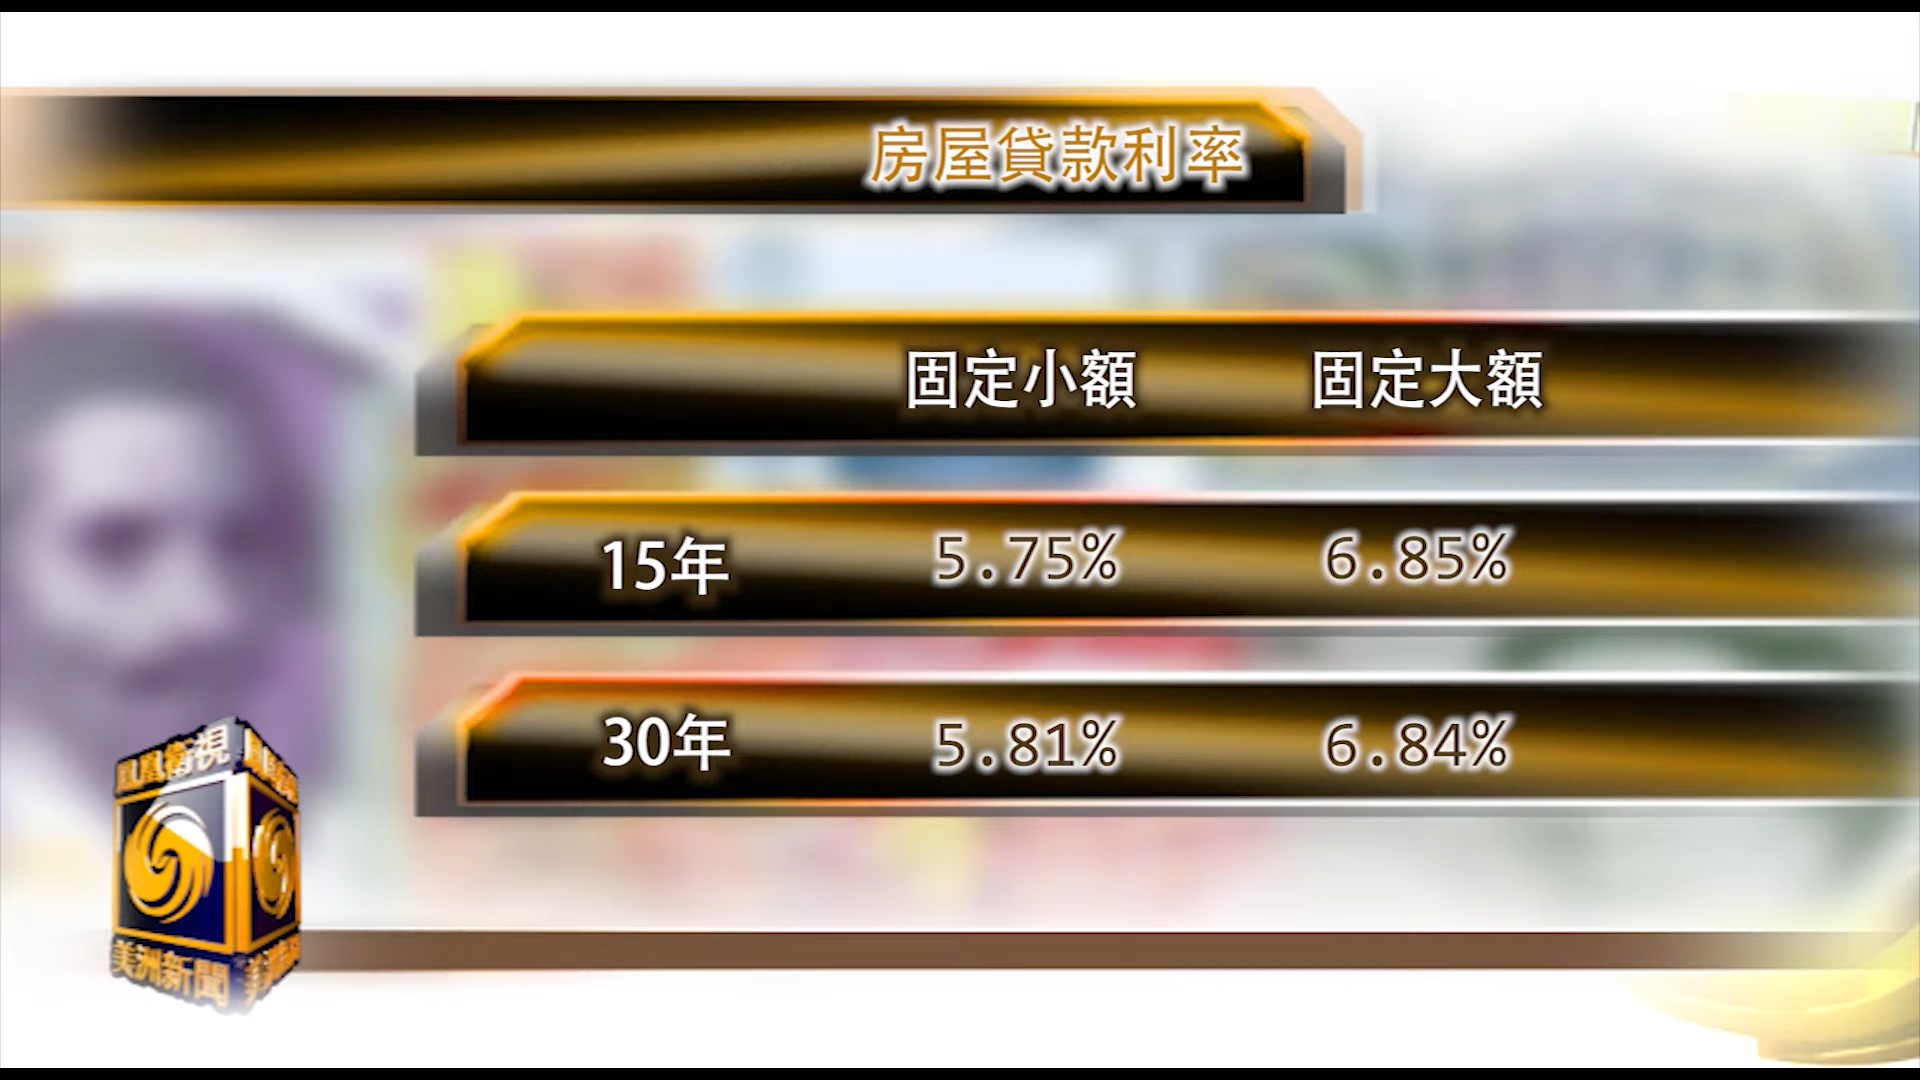 房屋貸款利率
固定小額 固定大額
15年 5.75% 6.85%
30年 5.81% 6.84%
鳳凰衛視
美洲新聞